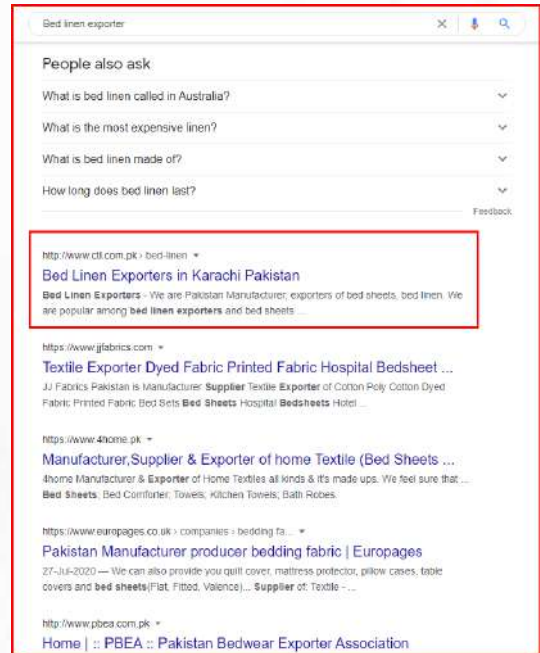 Bed linen exporter
People also ask
What is bed linen called in Australia?
What is the most expensive linen?
What is bed linen made of?
How long does bed linen last?
Feedback
http://www.ctl.com.pk › bed-linen
Bed Linen Exporters in Karachi Pakistan
Bed Linen Exporters - We are Pakistan Manufacturer, exporters of bed sheets, bed linen. We
are popular among bed linen exporters and bed sheets ...
https://www.jjfabrics.com
Textile Exporter Dyed Fabric Printed Fabric Hospital Bedsheet ...
JJ Fabrics Pakistan is Manufacturer Supplier Textile Exporter of Cotton Poly Cotton Dyed
Fabric Printed Fabric Bed Sets Bed Sheets Hospital Bedsheets Hotel ...
https://www.4home.pk
Manufacturer,Supplier & Exporter of home Textile (Bed Sheets ...
4home Manufacturer & Exporter of Home Textiles all kinds & it's made ups. We feel sure that ...
Bed Sheets; Bed Comforter; Towels; Kitchen Towels; Bath Robes.
https://www.europages.co.uk › companies › bedding fa...
Pakistan Manufacturer producer bedding fabric | Europages
27-Jul-2020 — We can also provide you quilt cover, mattress protector, pillow cases, table
covers and bed sheets(Flat, Fitted, Valence)... Supplier of: Textile - ...
http://www.pbea.com.pk
Home | :: PBEA :: Pakistan Bedwear Exporter Association